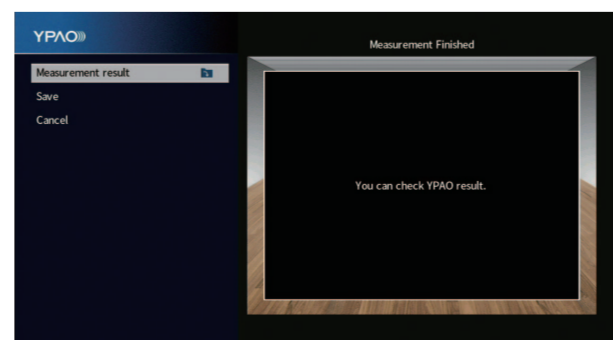 YPAO
Measurement Finished
Measurement result
Save
Cancel
You can check YPAO result.